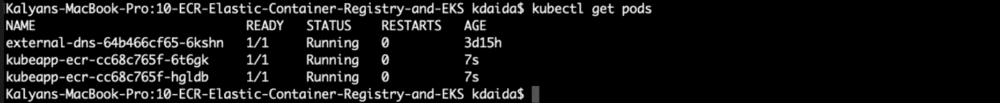 Kalyans-MacBook-Pro:10-ECR-Elastic-Container-Registry-and-EKS kdaida$ kubectl get pods
NAME READY STATUS RESTARTS AGE
external-dns-64b466cf65-6kshn 1/1 Running 0 3d15h
kubeapp-ecr-cc68c765f-6t6gk 1/1 Running 0 7s
kubeapp-ecr-cc68c765f-hgldb 1/1 Running 0 7s
Kalyans-MacBook-Pro:10-ECR-Elastic-Container-Registry-and-EKS kdaida$